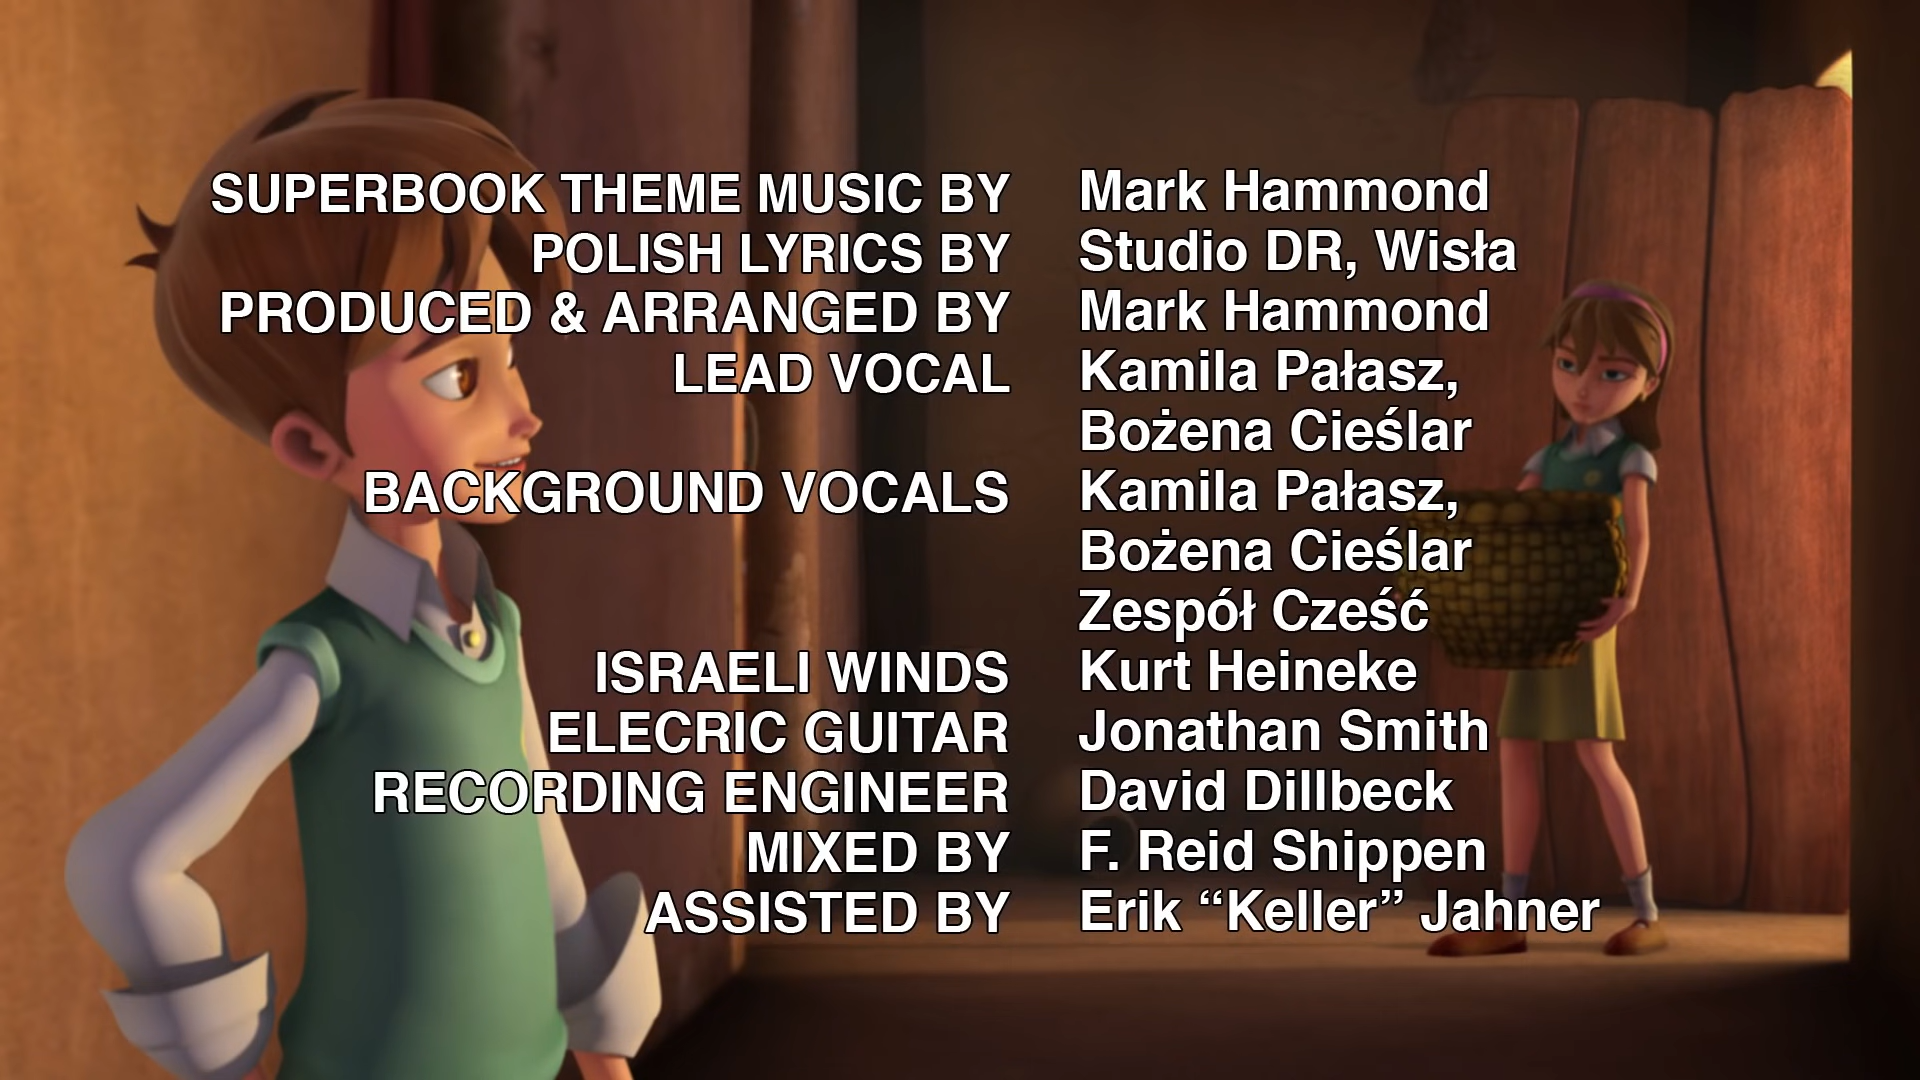 SUPERBOOK THEME MUSIC BY Mark Hammond
POLISH LYRICS BY Studio DR, Wisła
PRODUCED & ARRANGED BY Mark Hammond
LEAD VOCAL Kamila Pałasz,
Bożena Cieślar
BACKGROUND VOCALS Kamila Pałasz,
Bożena Cieślar
Zespół Cześć
ISRAELI WINDS Kurt Heineke
ELECRIC GUITAR Jonathan Smith
RECORDING ENGINEER David Dillbeck
MIXED BY F. Reid Shippen
ASSISTED BY Erik “Keller” Jahner